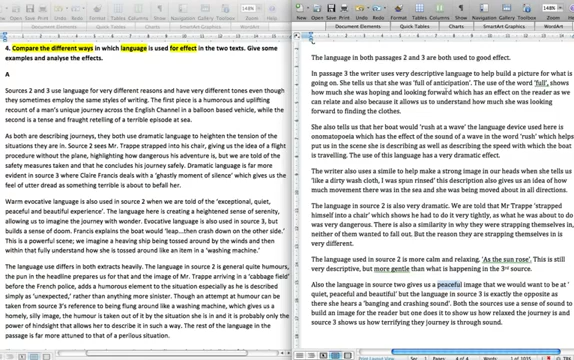 New Open Save Print Undo Redo Format Navigation Gallery Toolbox Zoom Help
Document Elements Quick Tables Charts SmartArt Graphics WordArt
4. Compare the different ways in which language is used for effect in the two texts. Give some
examples and analyse the effects.
A
Sources 2 and 3 use language for very different reasons and have very different tones even though
they sometimes employ the same styles of writing. The first piece is a humorous and uplifting
recount of a man's unique journey across the English Channel in a balloon based vehicle, while the
second is a tense and fraught retelling of a terrible episode at sea.
As both are describing journeys, they both use dramatic language to heighten the tension of the
situations they are in. Source 2 sees Mr. Trappe strapped into his chair, giving us the idea of a flight
procedure without the plane, highlighting how dangerous his adventure is, but we are told of the
safety measures taken and that he concludes his journey safely. Dramatic language is far more
evident in source 3 where Claire Francis deals with a 'ghastly moment of silence' which gives us the
feel of utter dread as something terrible is about to befall her.
Warm evocative language is also used in source 2 when we are told of the 'exceptional, quiet,
peaceful and beautiful experience'. The language here is creating a heightened sense of serenity,
allowing us to imagine the journey with wonder. Evocative language is also used in source 3, but
builds a sense of doom. Francis explains the boat would 'leap...then crash down on the other side.'
This is a powerful scene; we imagine a heaving ship being tossed around by the winds and then
within that fully understand how she is tossed around like an item in a 'washing machine.'
The language use differs in both extracts heavily. The language in source 2 is general quite humours,
the pun in the headline prepares us for that and the image of Mr. Trappe arriving in a 'cabbage field'
before the French police, adds a humorous element to the situation especially as he is described
simply as 'unexpected,' rather than anything more sinister. Though an attempt at humour can be
taken from source 3's reference to being flung around like a washing machine, which gives us a
homely, silly image, the humour is taken out of it by the situation she is in and it is probably only the
power of hindsight that allows her to describe it in such a way. The rest of the language in the
passage is far more attuned to that of a perilous situation.
The language in both passages 2 and 3 are both used to good effect.
In passage 3 the writer uses very descriptive language to help build a picture for what is
going on. She tells us that she was 'full of anticipation'. The use of the word 'full', shows
how much she was hoping and looking forward which has an effect on the reader as we
can relate and also because it allows us to understand how much she was looking
forward to finding the clothes.
She also tells us that her boat would 'rush at a wave' the language device used here is
onomatopoeia which has the effect of the sound of a wave in the word 'rush' which helps
put us in the scene she is describing as well as describing the speed with which the boat
is travelling. The use of this language has a very dramatic effect.
The writer also uses a simile to help make a strong image in our heads when she tells us
'like a dirty wash cloth, I was spun rinsed' this description also gives us an idea of how
much movement there was in the sea and she was being moved about in all directions.
The language in source 2 is also very dramatic. We are told that Mr Trappe 'strapped
himself into a chair' which shows he had to do it very tightly, as what he was about to do
was very dangerous. There is also a similarity in why they were strapping themselves in,
neither of them wanted to fall out. But the reason they are strapping themselves in is
very different.
The language used in source 2 is more calm and relaxing. 'As the sun rose'. This is still
very descriptive, but more gentle than what is happening in the 3rd source.
Also the language in source two gives us a peaceful image that we would want to be at '
quiet, peaceful and beautiful' but the language in source 3 is exactly the opposite as
there she hears a 'banging and crashing sound'. Both the sources use a sense of sound to
build an image for the reader but one does it to show us how relaxed the journey is and
source 3 shows us how terrifying they journey is through sound.